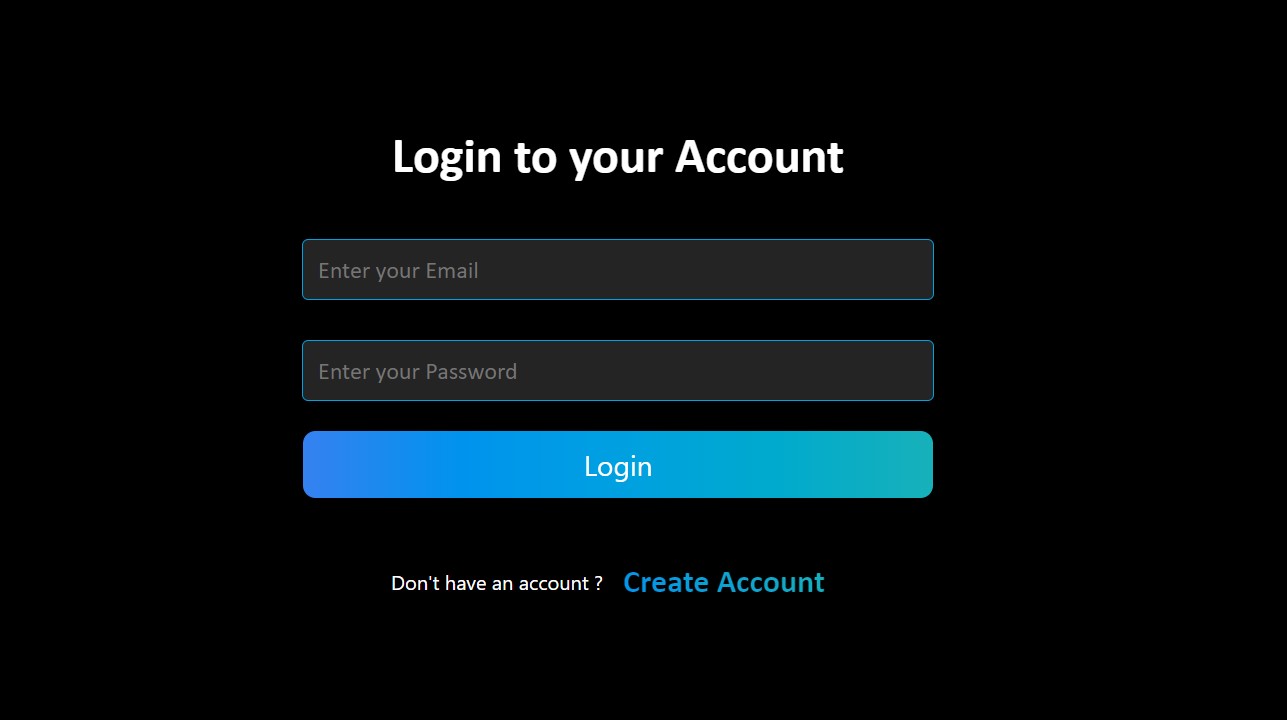 Login to your Account
Enter your Email
Enter your Password
Login
Don't have an account ? Create Account